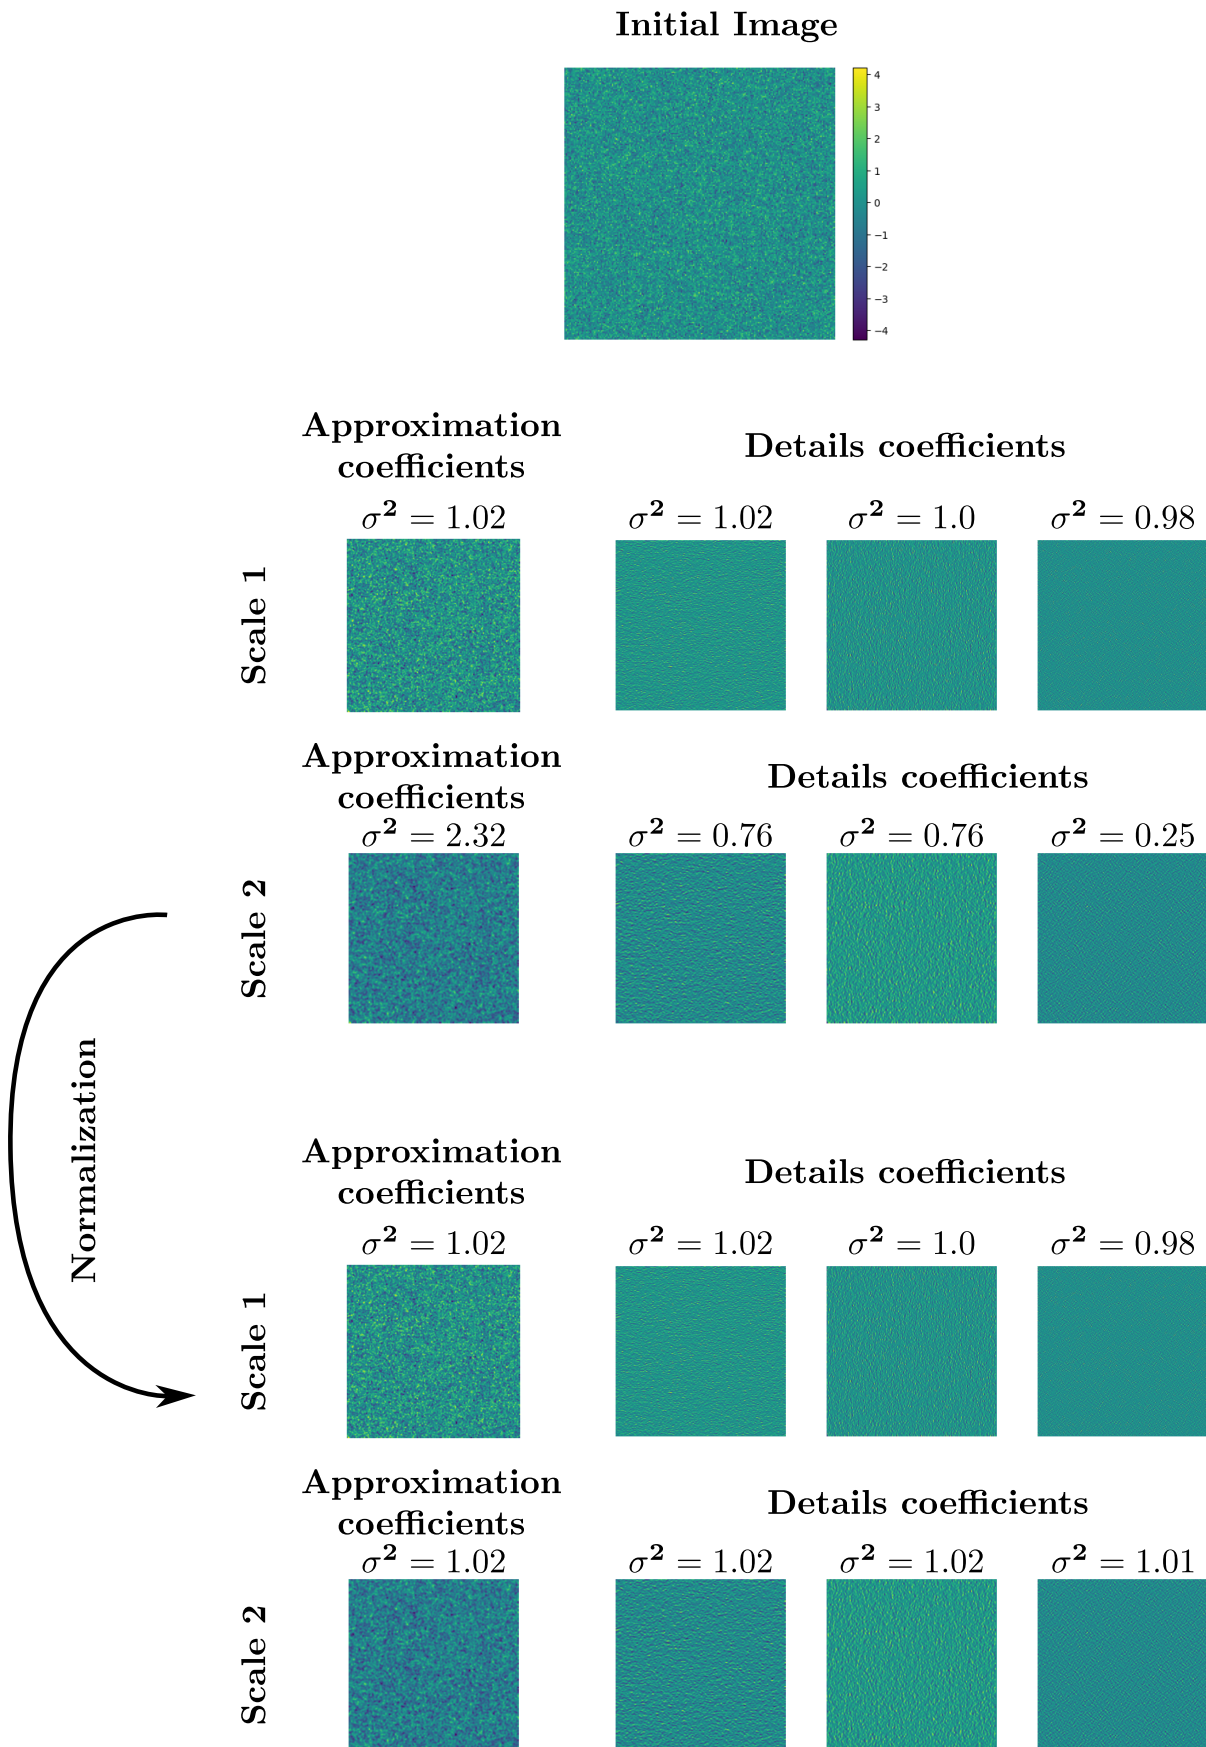 Initial Image
4
3
2
1
0
−1
−2
−3
−4
Approximation
coefficients
Details coefficients
σ² = 1.02
σ² = 1.02
σ² = 1.0
σ² = 0.98
Scale 1
Approximation
coefficients
Details coefficients
σ² = 2.32
σ² = 0.76
σ² = 0.76
σ² = 0.25
Scale 2
Normalization
Approximation
coefficients
Details coefficients
σ² = 1.02
σ² = 1.02
σ² = 1.0
σ² = 0.98
Scale 1
Approximation
coefficients
Details coefficients
σ² = 1.02
σ² = 1.02
σ² = 1.02
σ² = 1.01
Scale 2